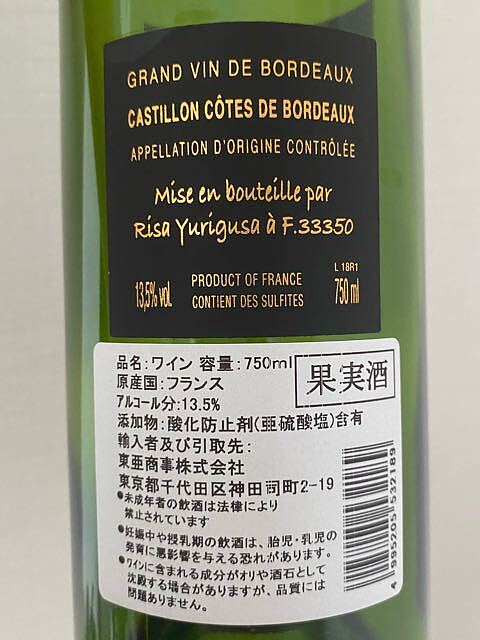 GRAND VIN DE BORDEAUX
CASTILLON CÔTES DE BORDEAUX
APPELLATION D'ORIGINE CONTRÔLÉE
Mise en bouteille par
Risa Yurigusa à F.33350
L 18R1
13,5% vol. PRODUCT OF FRANCE 750 ml
CONTIENT DES SULFITES
品名:ワイン 容量:750ml
果実酒
原産国:フランス
アルコール分:13.5%
添加物:酸化防止剤(亜硫酸塩)含有
輸入者及び引取先:
東亜商事株式会社
東京都千代田区神田司町2-19
●未成年者の飲酒は法律により
禁止されています
●妊娠中や授乳期の飲酒は、胎児・乳児の
発育に悪影響を与える恐れがあります。
●ワインに含まれる成分がオリや酒石として
沈殿する場合がありますが、品質には
問題ありません。
4 995205 532189